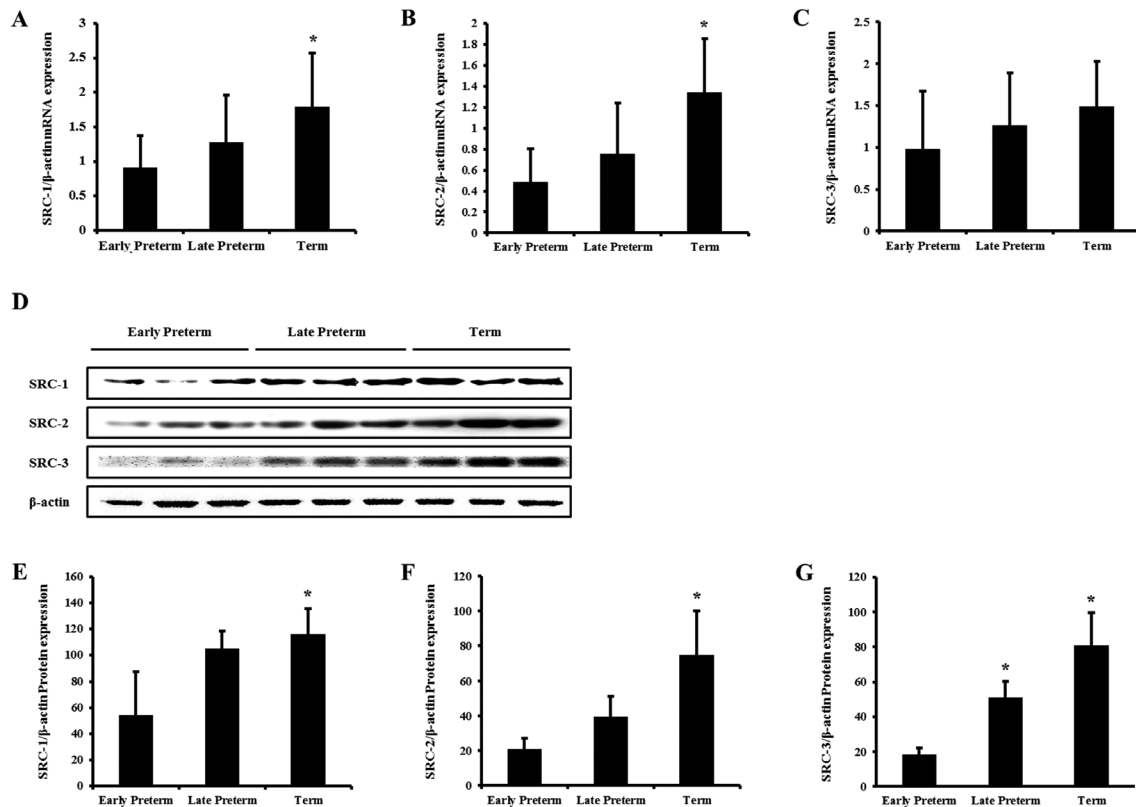 A
SRC-1/β-actin mRNA expression
3
2.5
2
1.5
1
0.5
0
*
Early Preterm Late Preterm Term
B
SRC-2/β-actin mRNA expression
2
1.8
1.6
1.4
1.2
1
0.8
0.6
0.4
0.2
0
*
Early Preterm Late Preterm Term
C
SRC-3/β-actin mRNA expression
2.5
2
1.5
1
0.5
0
Early Preterm Late Preterm Term
D
Early Preterm Late Preterm Term
SRC-1
SRC-2
SRC-3
β-actin
E
SRC-1/β-actin Protein expression
160
140
120
100
80
60
40
20
0
*
Early Preterm Late Preterm Term
F
SRC-2/β-actin Protein expression
120
100
80
60
40
20
0
*
Early Preterm Late Preterm Term
G
SRC-3/β-actin Protein expression
120
100
80
60
40
20
0
* *
Early Preterm Late Preterm Term